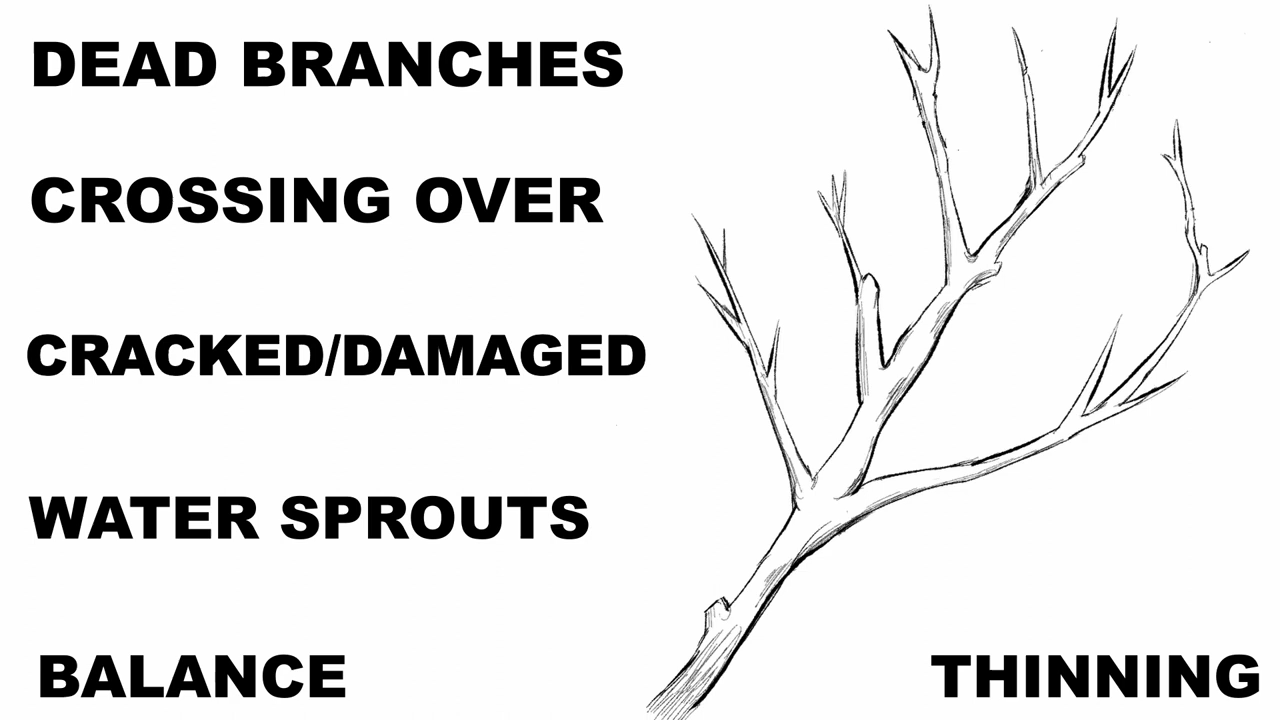 DEAD BRANCHES
CROSSING OVER
CRACKED/DAMAGED
WATER SPROUTS
BALANCE
THINNING